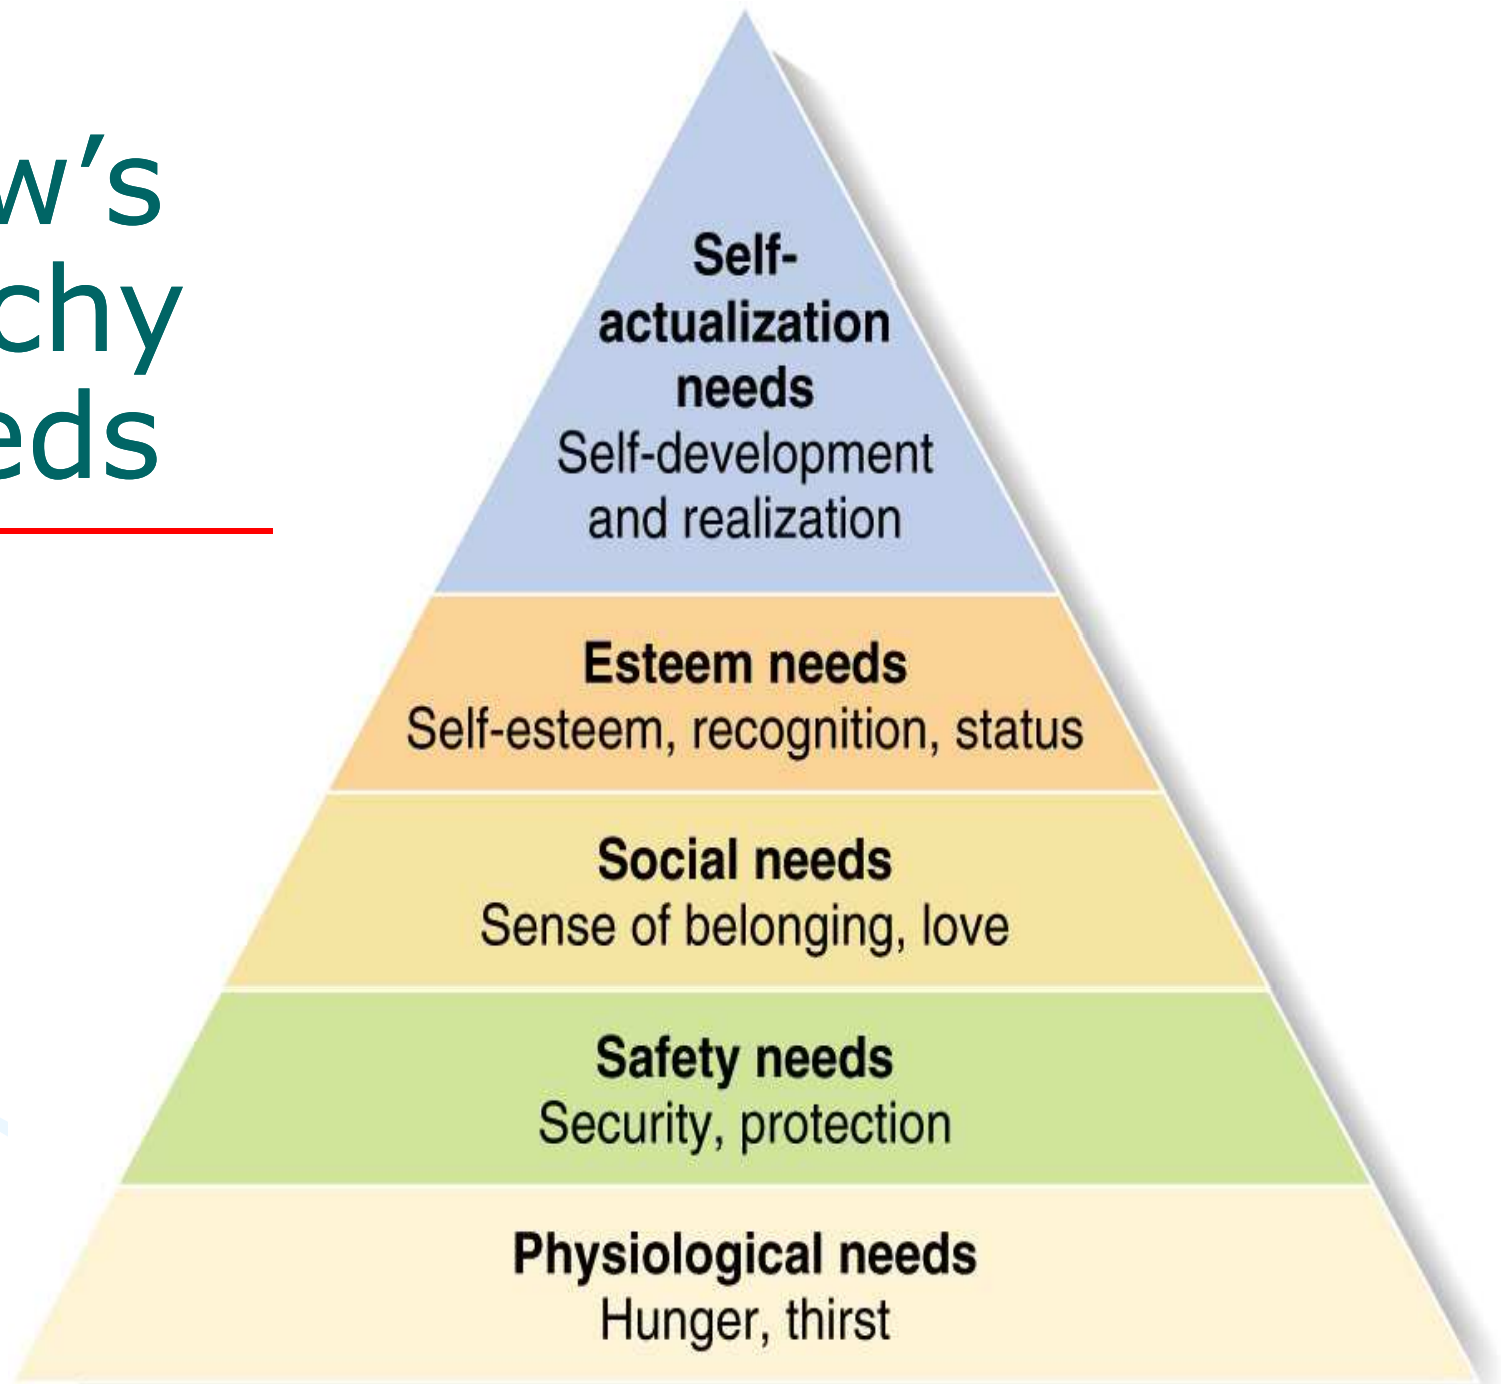 w’s
chy
eds
Self-
actualization
needs
Self-development
and realization
Esteem needs
Self-esteem, recognition, status
Social needs
Sense of belonging, love
Safety needs
Security, protection
Physiological needs
Hunger, thirst